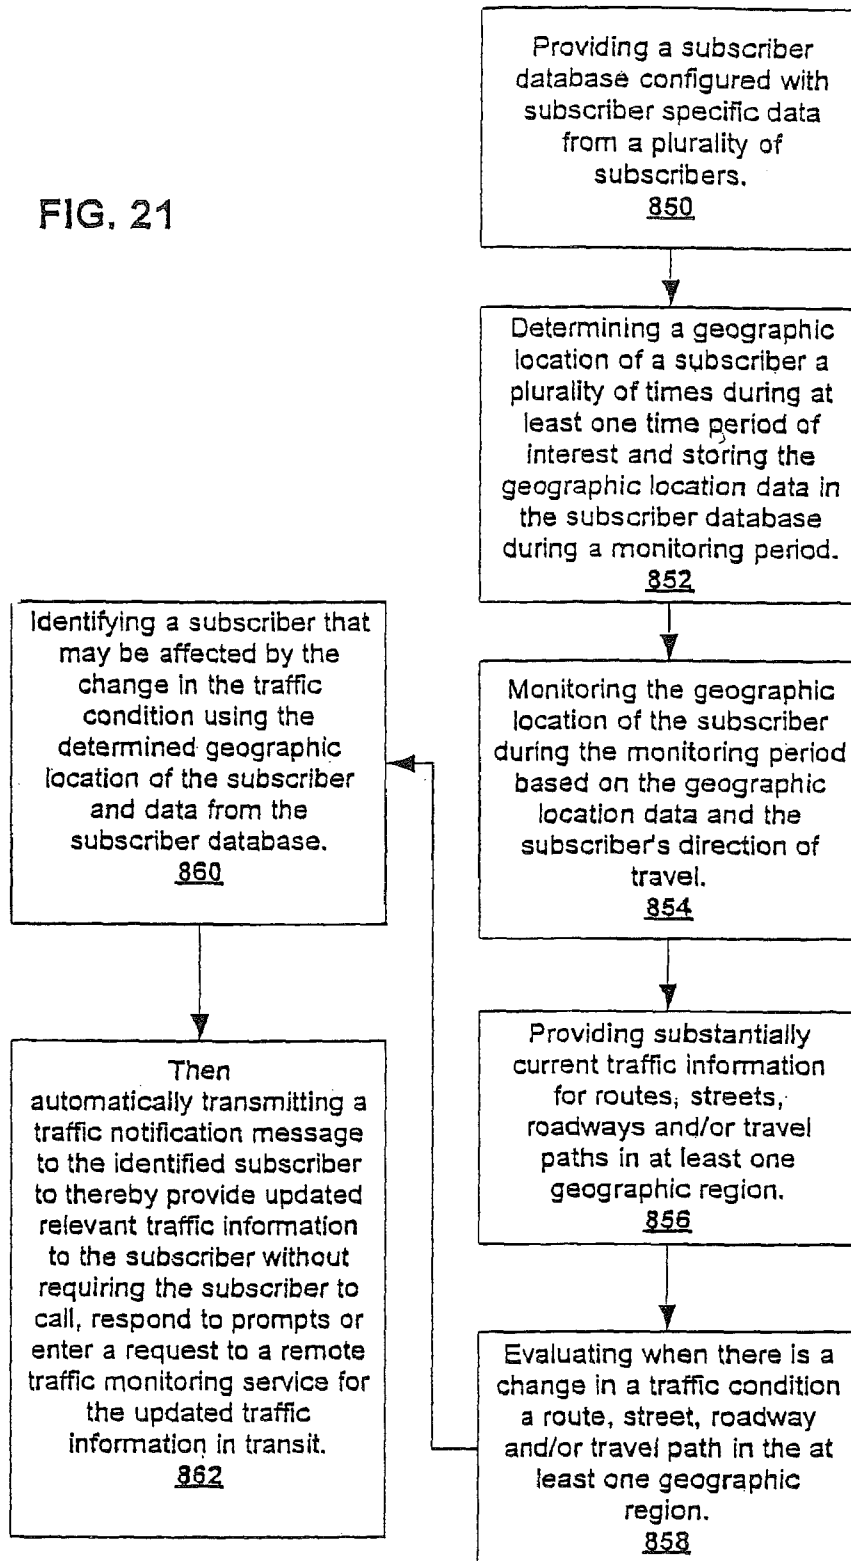 FIG. 21
Providing a subscriber
database configured with
subscriber specific data
from a plurality of
subscribers.
850
Determining a geographic
location of a subscriber a
plurality of times during at
least one time period of
interest and storing the
geographic location data in
the subscriber database
during a monitoring period.
852
Monitoring the geographic
location of the subscriber
during the monitoring period
based on the geographic
location data and the
subscriber's direction of
travel.
854
Providing substantially
current traffic information
for routes, streets,
roadways and/or travel
paths in at least one
geographic region.
856
Evaluating when there is a
change in a traffic condition
a route, street, roadway
and/or travel path in the at
least one geographic
region.
858
Identifying a subscriber that
may be affected by the
change in the traffic
condition using the
determined geographic
location of the subscriber
and data from the
subscriber database.
860
Then
automatically transmitting a
traffic notification message
to the identified subscriber
to thereby provide updated
relevant traffic information
to the subscriber without
requiring the subscriber to
call, respond to prompts or
enter a request to a remote
traffic monitoring service for
the updated traffic
information in transit.
862